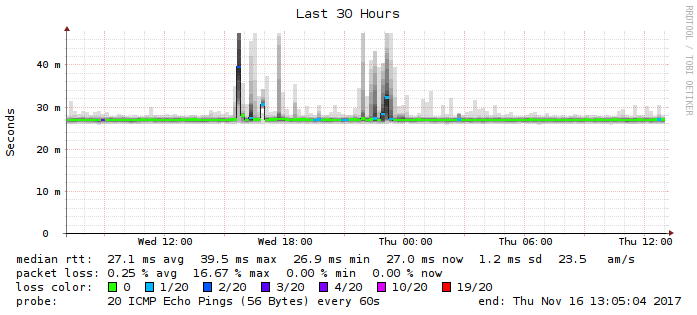 Last 30 Hours
RRDTOOL / TOBI OETIKER
Seconds
40 m
30 m
20 m
10 m
0
Wed 12:00 Wed 18:00 Thu 00:00 Thu 06:00 Thu 12:00
median rtt: 27.1 ms avg 39.5 ms max 26.9 ms min 27.0 ms now 1.2 ms sd 23.5 am/s
packet loss: 0.25 % avg 16.67 % max 0.00 % min 0.00 % now
loss color: 0 1/20 2/20 3/20 4/20 10/20 19/20
probe: 20 ICMP Echo Pings (56 Bytes) every 60s end: Thu Nov 16 13:05:04 2017